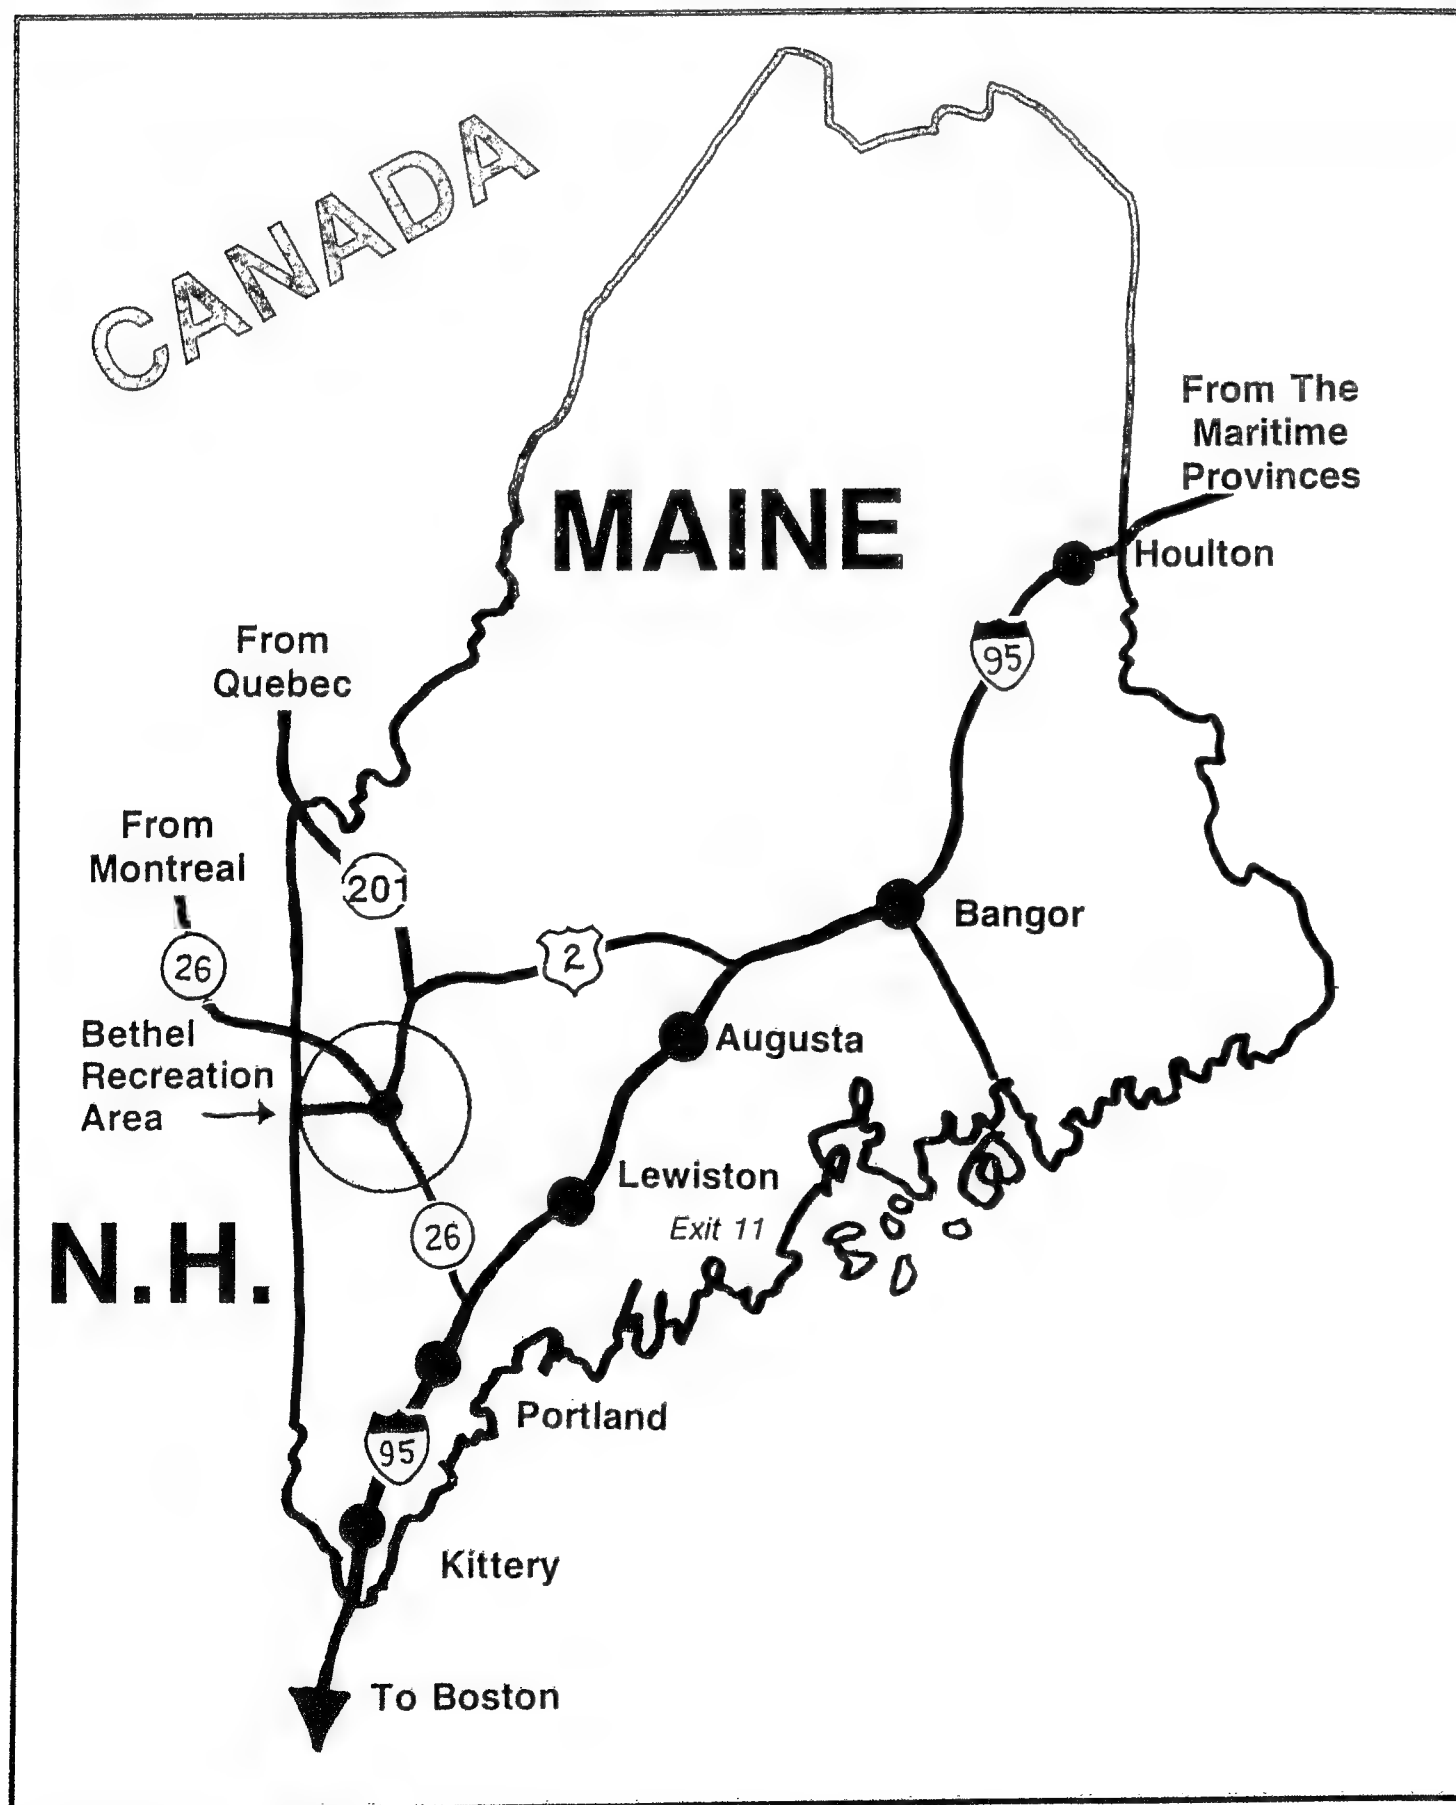 CANADA
From The
Maritime
Provinces
MAINE
Houlton
From
Quebec
95
From
Montreal
201
Bangor
26
2
Bethel
Recreation
Area
Augusta
Lewiston
Exit 11
26
N.H.
Portland
95
Kittery
To Boston